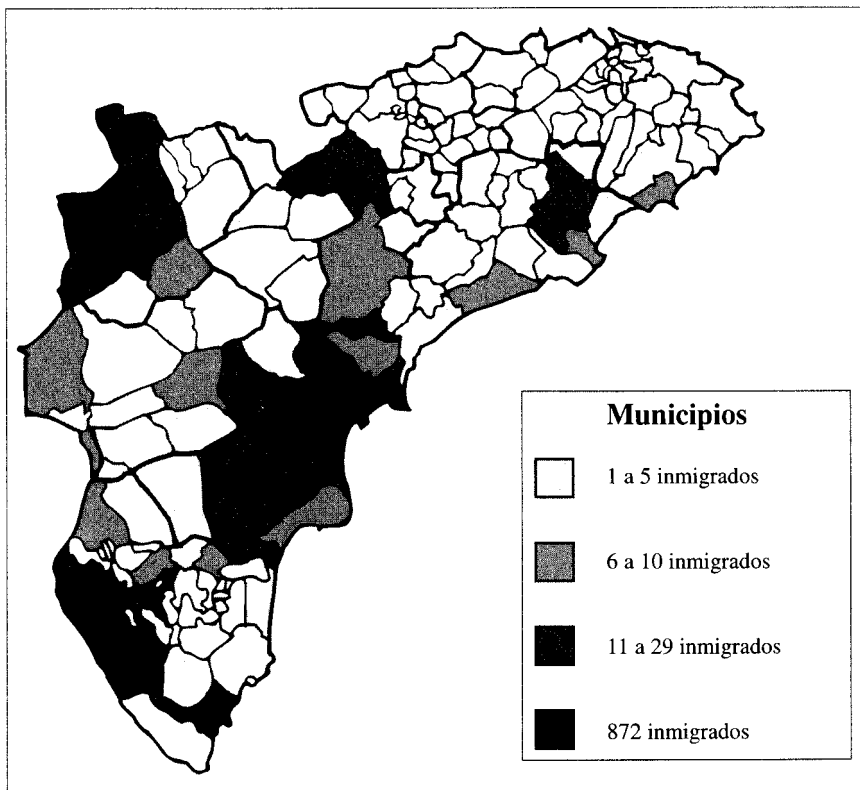 Municipios
1 a 5 inmigrados
6 a 10 inmigrados
11 a 29 inmigrados
872 inmigrados